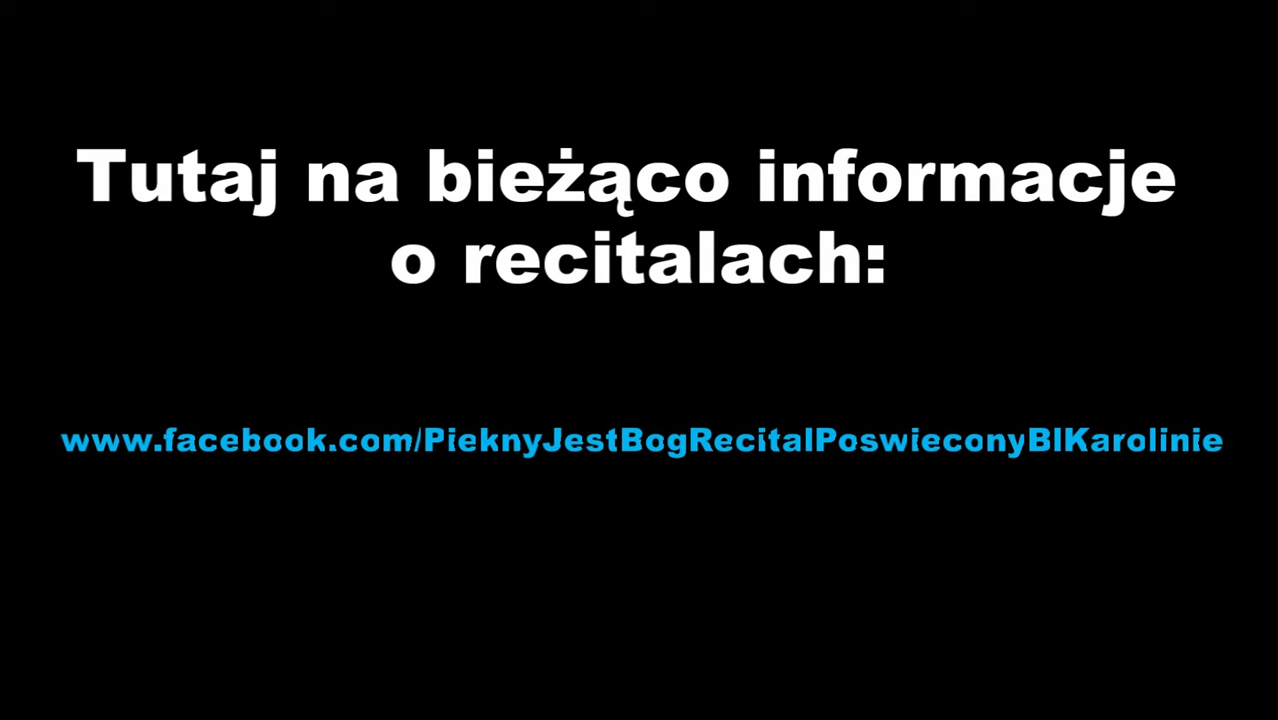 Tutaj na bieżąco informacje
o recitalach:
www.facebook.com/PieknyJestBogRecitalPoswieconyBlKarolinie